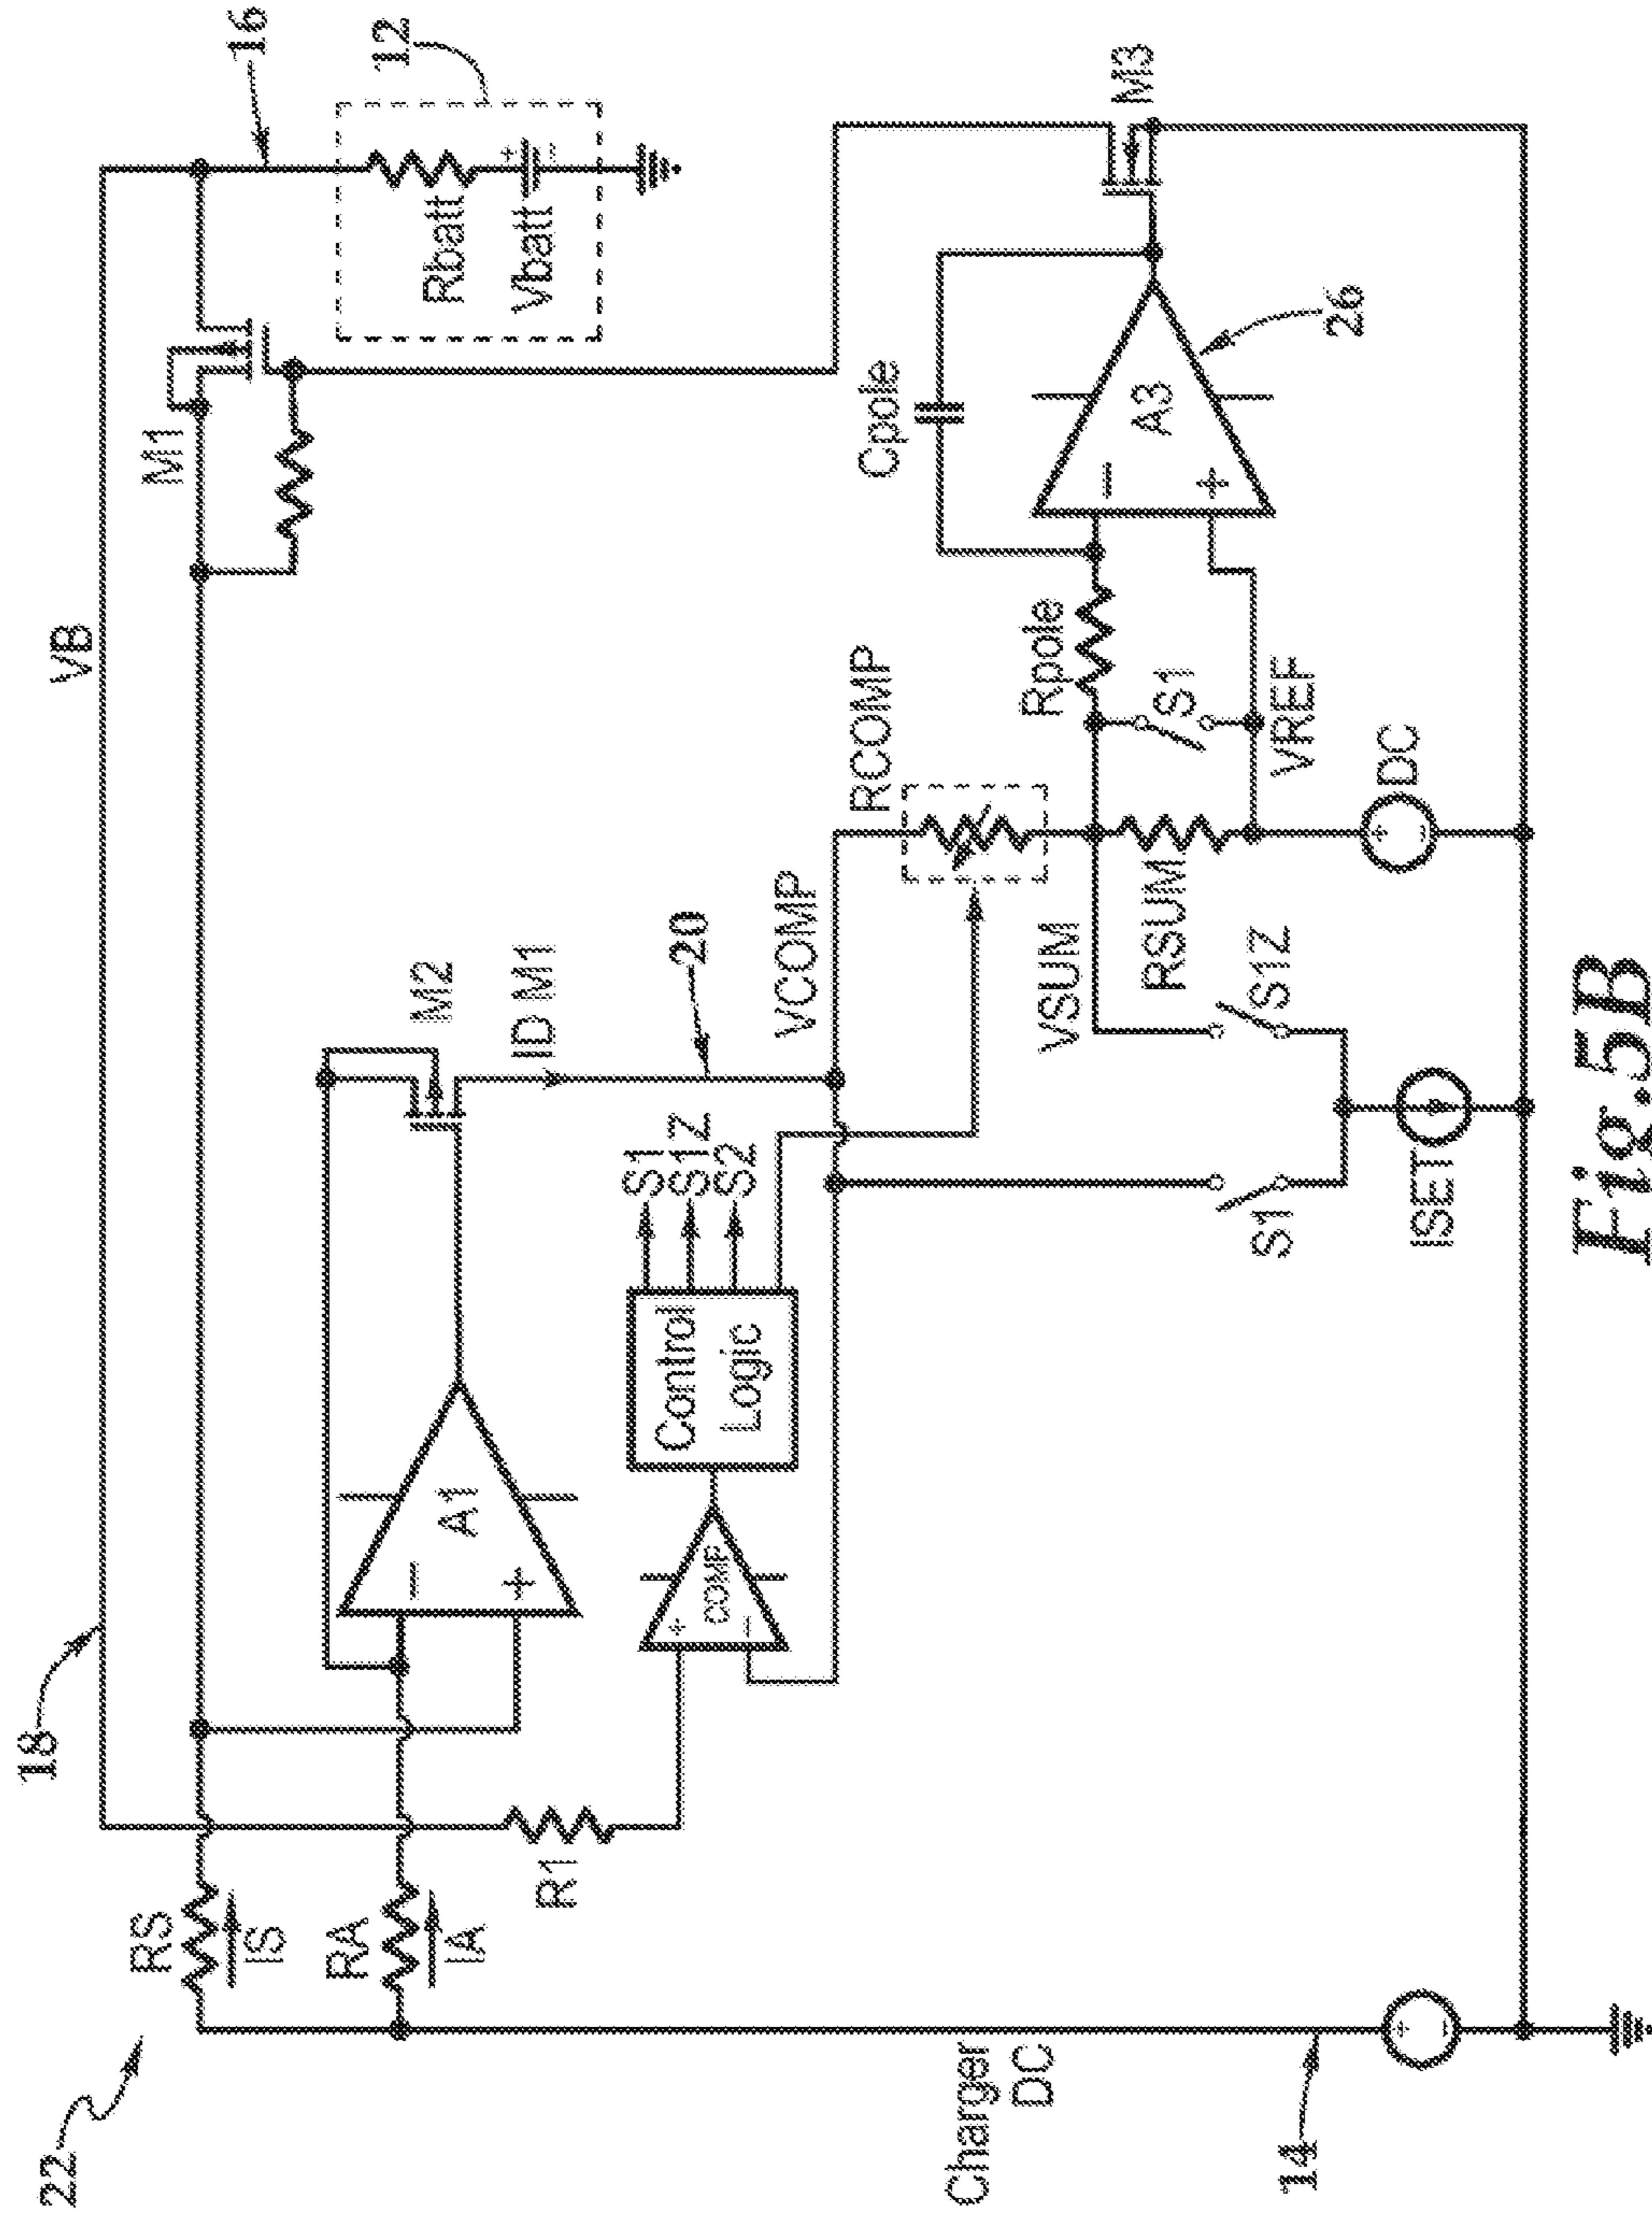 22
18
VB
16
12
RS
IS
M1
Rbatt
Vbatt
+
−
RA
IA
A1
−
+
M2
ID M1
R1
COMP
+
−
Control
Logic
S1
S1Z
S2
20
VCOMP
RCOMP
Cpole
M3
Charger
DC
VSUM
Rpole
A3
−
+
26
RSUM
S1
S1
S1Z
VREF
14
+
−
ISET
DC
+
−
Fig.5B